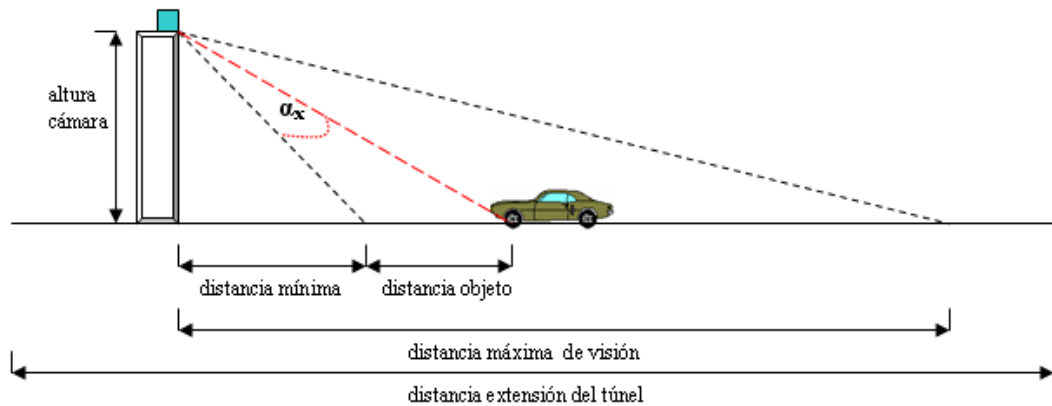 altura
cámara
αx
distancia mínima
distancia objeto
distancia máxima de visión
distancia extensión del túnel